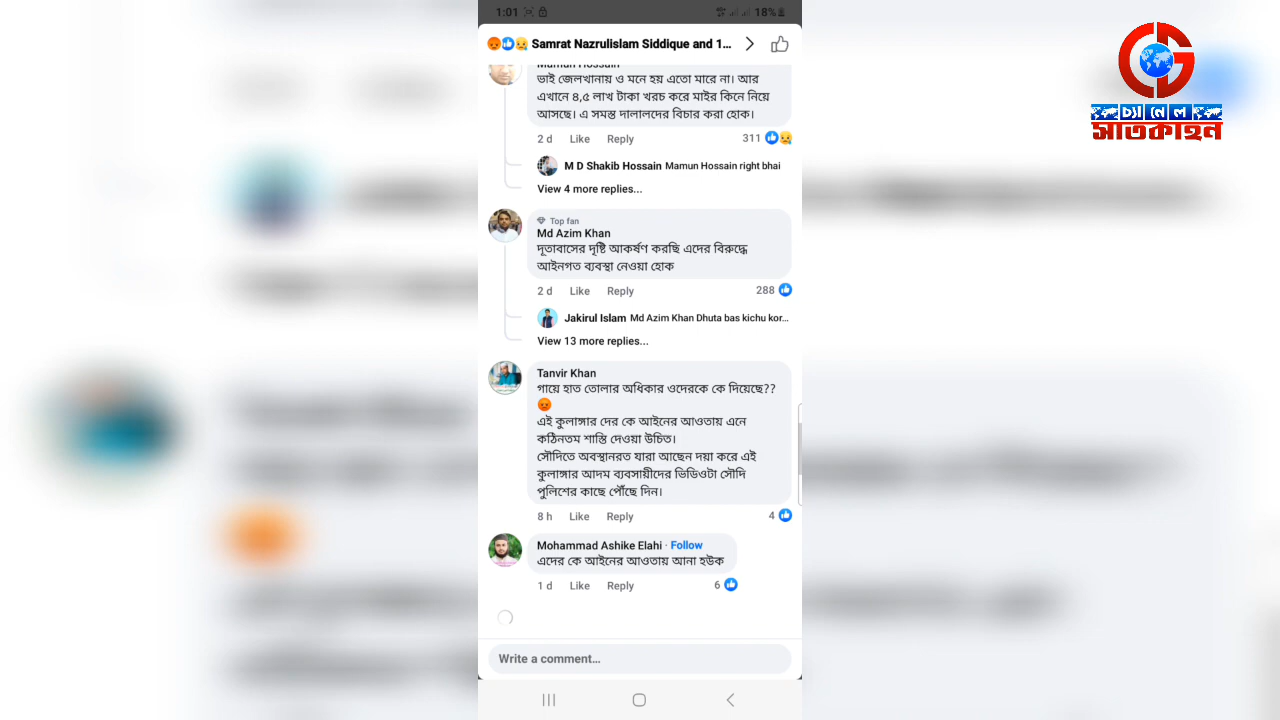 1:01
18%
Samrat Nazrulislam Siddique and 1...
Mamun Hossain
ভাই জেলখানায় ও মনে হয় এতো মারে না। আর
এখানে ৪,৫ লাখ টাকা খরচ করে মাইর কিনে নিয়ে
আসছে। এ সমস্ত দালালদের বিচার করা হোক।
2 d Like Reply 311
M D Shakib Hossain Mamun Hossain right bhai
View 4 more replies...
Top fan
Md Azim Khan
দূতাবাসের দৃষ্টি আকর্ষণ করছি এদের বিরুদ্ধে
আইনগত ব্যবস্থা নেওয়া হোক
2 d Like Reply 288
Jakirul Islam Md Azim Khan Dhuta bas kichu kor...
View 13 more replies...
Tanvir Khan
গায়ে হাত তোলার অধিকার ওদেরকে কে দিয়েছে??
😡
এই কুলাঙ্গার দের কে আইনের আওতায় এনে
কঠিনতম শাস্তি দেওয়া উচিত।
সৌদিতে অবস্থানরত যারা আছেন দয়া করে এই
কুলাঙ্গার আদম ব্যবসায়ীদের ভিডিওটা সৌদি
পুলিশের কাছে পৌঁছে দিন।
8 h Like Reply 4
Mohammad Ashike Elahi · Follow
এদের কে আইনের আওতায় আনা হউক
1 d Like Reply 6
Write a comment...
চ্যানেল
সাতকাহন